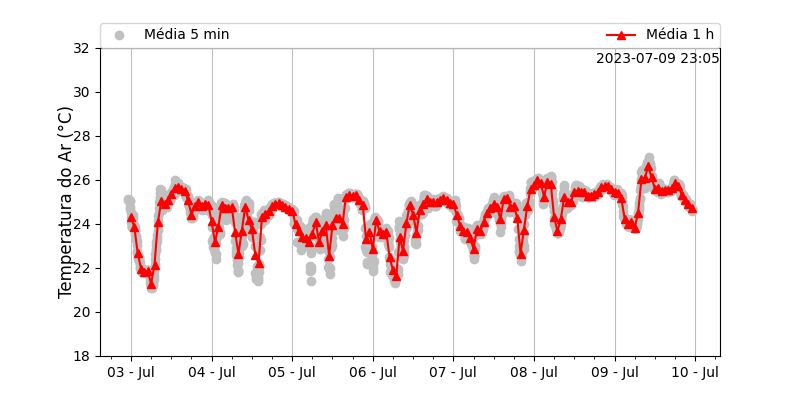 Média 5 min
Média 1 h
2023-07-09 23:05
Temperatura do Ar (°C)
32
30
28
26
24
22
20
18
03 - Jul
04 - Jul
05 - Jul
06 - Jul
07 - Jul
08 - Jul
09 - Jul
10 - Jul